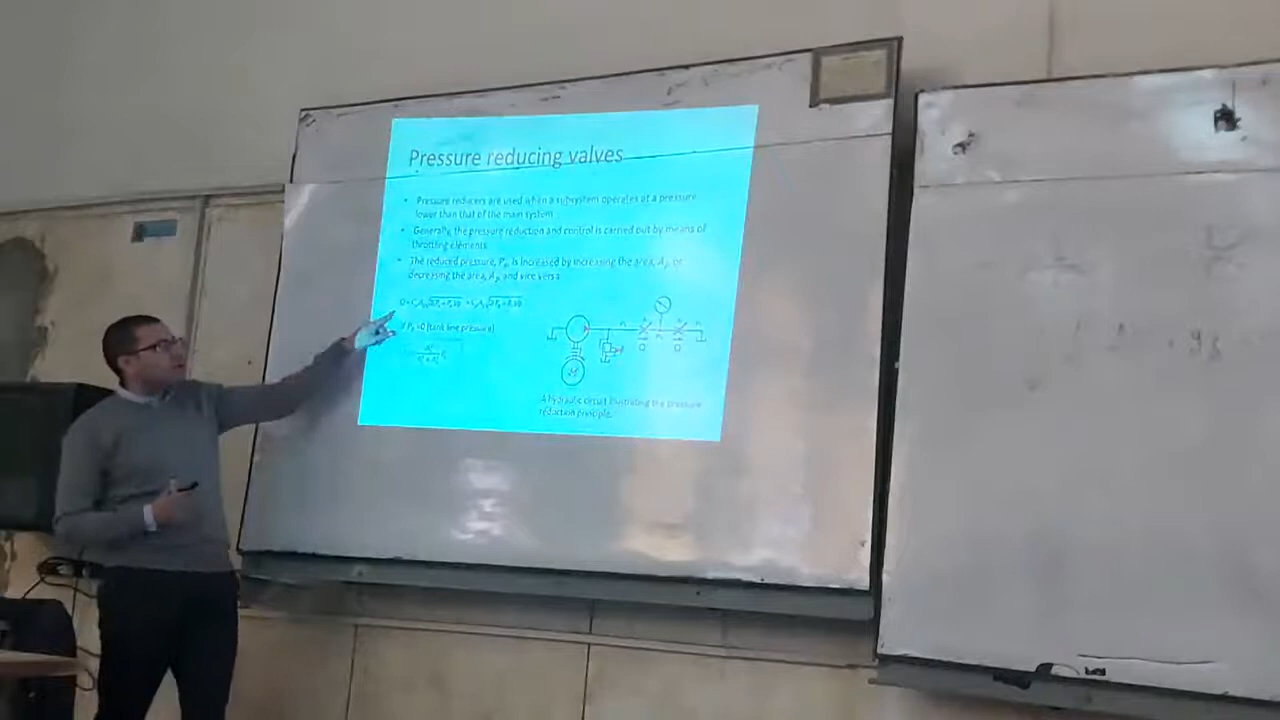 Pressure reducing valves
• Pressure reducers are used when a subsystem operates at a pressure
lower than that of the main system
• Generally, the pressure reduction and control is carried out by means of
throttling elements
• The reduced pressure, is increased by increasing the area, or
decreasing the area, and vice versa
if =0 (tank line pressure)
M
A hydraulic circuit illustrating the pressure
reduction principle.